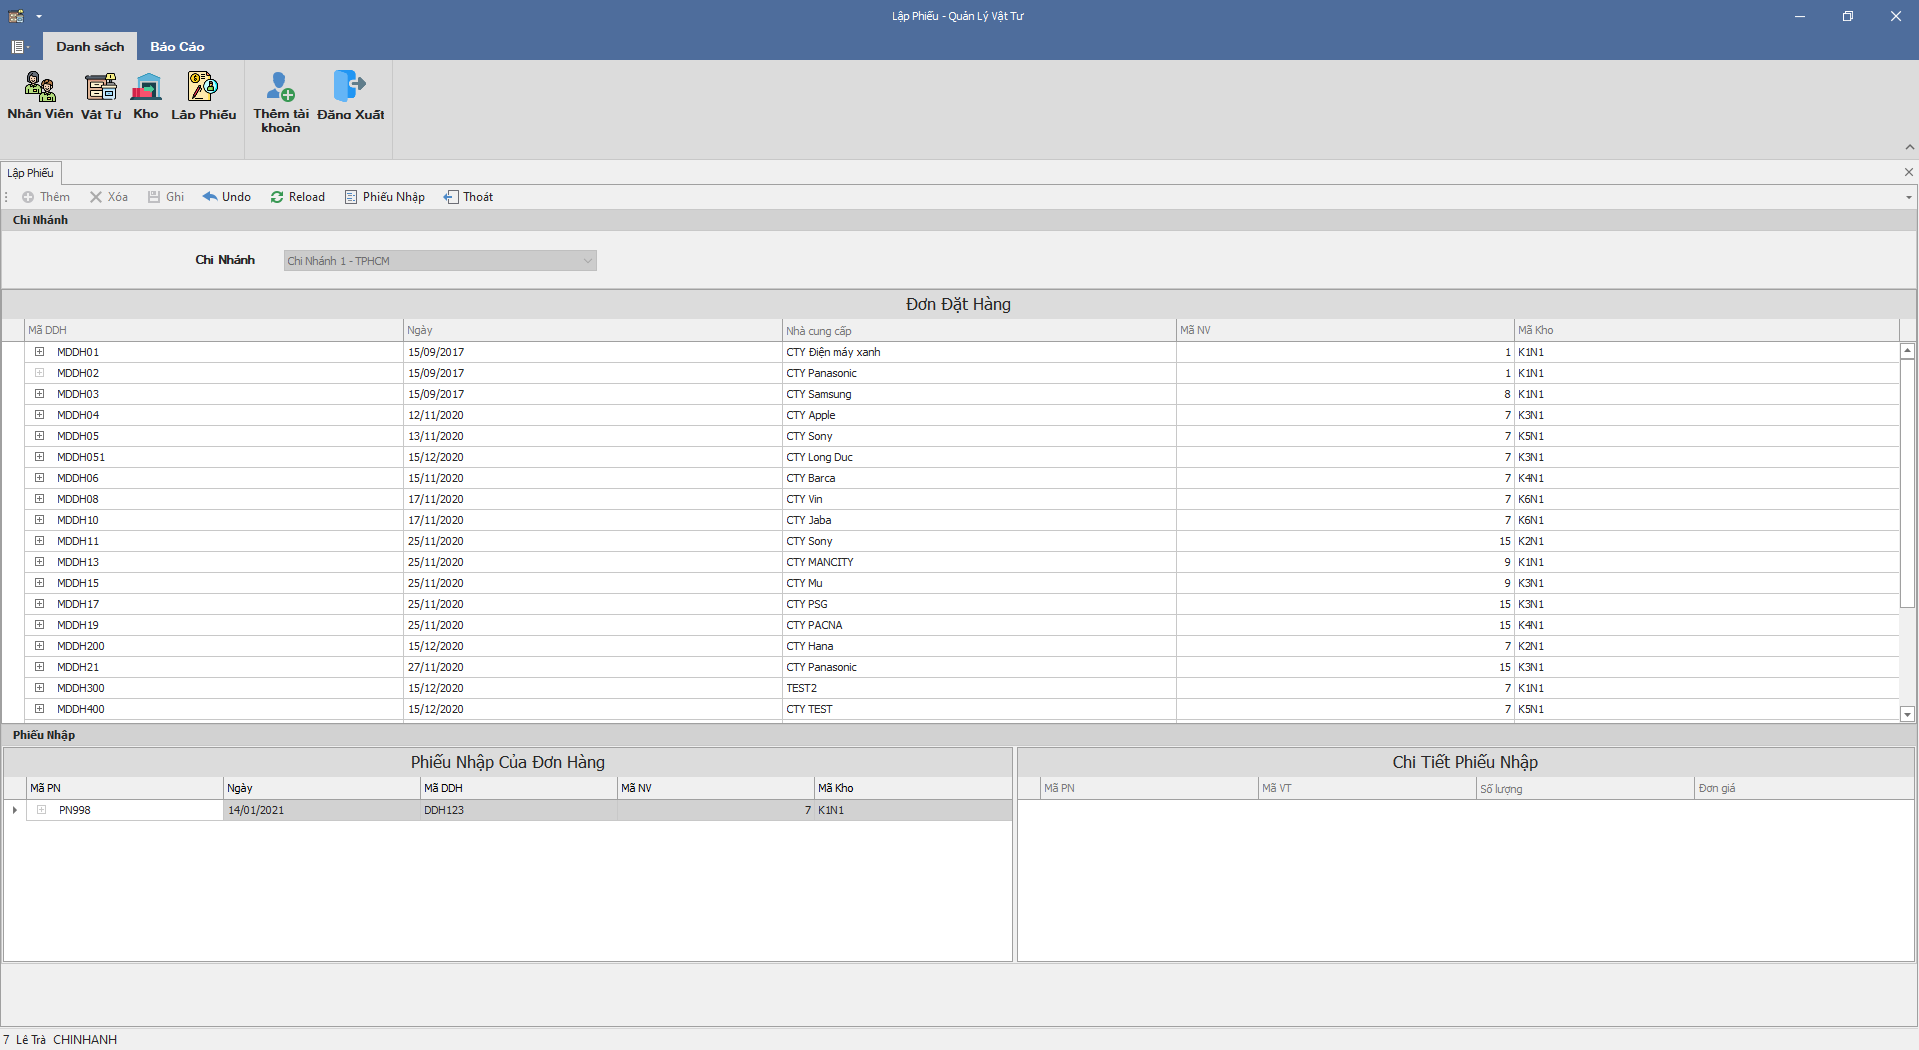 Lập Phiếu - Quản Lý Vật Tư
Danh sách Báo Cáo
Nhân Viên Vật Tư Kho Lập Phiếu Thêm tài khoản Đăng Xuất
Lập Phiếu
Thêm Xóa Ghi Undo Reload Phiếu Nhập Thoát
Chi Nhánh
Chi Nhánh Chi Nhánh 1 - TPHCM
Đơn Đặt Hàng
Mã DDH Ngày Nhà cung cấp Mã NV Mã Kho
MDDH01 15/09/2017 CTY Điện máy xanh 1 K1N1
MDDH02 15/09/2017 CTY Panasonic 1 K1N1
MDDH03 15/09/2017 CTY Samsung 8 K1N1
MDDH04 12/11/2020 CTY Apple 7 K3N1
MDDH05 13/11/2020 CTY Sony 7 K5N1
MDDH051 15/12/2020 CTY Long Duc 7 K3N1
MDDH06 15/11/2020 CTY Barca 7 K4N1
MDDH08 17/11/2020 CTY Vin 7 K6N1
MDDH10 17/11/2020 CTY Jaba 7 K6N1
MDDH11 25/11/2020 CTY Sony 15 K2N1
MDDH13 25/11/2020 CTY MANCITY 9 K1N1
MDDH15 25/11/2020 CTY Mu 9 K3N1
MDDH17 25/11/2020 CTY PSG 15 K3N1
MDDH19 25/11/2020 CTY PACNA 15 K4N1
MDDH200 15/12/2020 CTY Hana 7 K2N1
MDDH21 27/11/2020 CTY Panasonic 15 K3N1
MDDH300 15/12/2020 TEST2 7 K1N1
MDDH400 15/12/2020 CTY TEST 7 K5N1
Phiếu Nhập
Phiếu Nhập Của Đơn Hàng
Mã PN Ngày Mã DDH Mã NV Mã Kho
PN998 14/01/2021 DDH123 7 K1N1
Chi Tiết Phiếu Nhập
Mã PN Mã VT Số lượng Đơn giá
7 Lê Trà CHINHANH